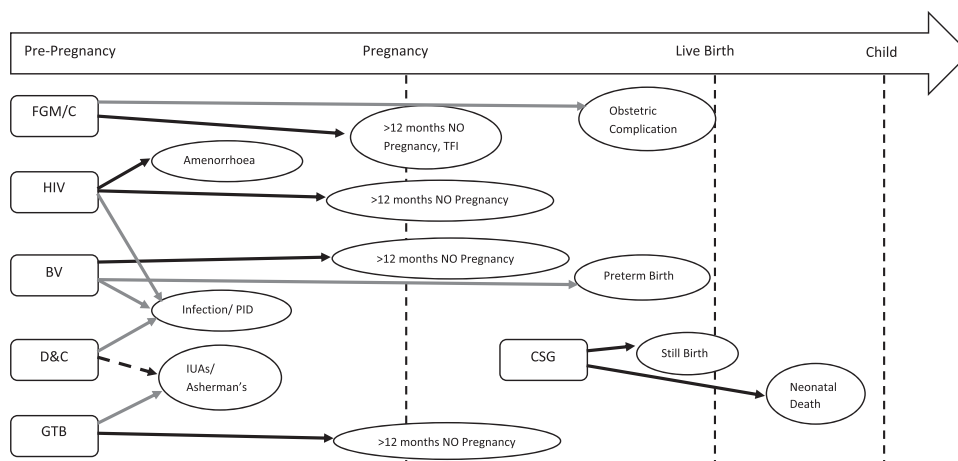 Pre-Pregnancy
Pregnancy
Live Birth
Child
FGM/C
>12 months NO
Pregnancy, TFI
Obstetric
Complication
Amenorrhoea
HIV
>12 months NO Pregnancy
BV
>12 months NO Pregnancy
Preterm Birth
Infection/ PID
D&C
IUAs/
Asherman's
CSG
Still Birth
Neonatal
Death
GTB
>12 months NO Pregnancy